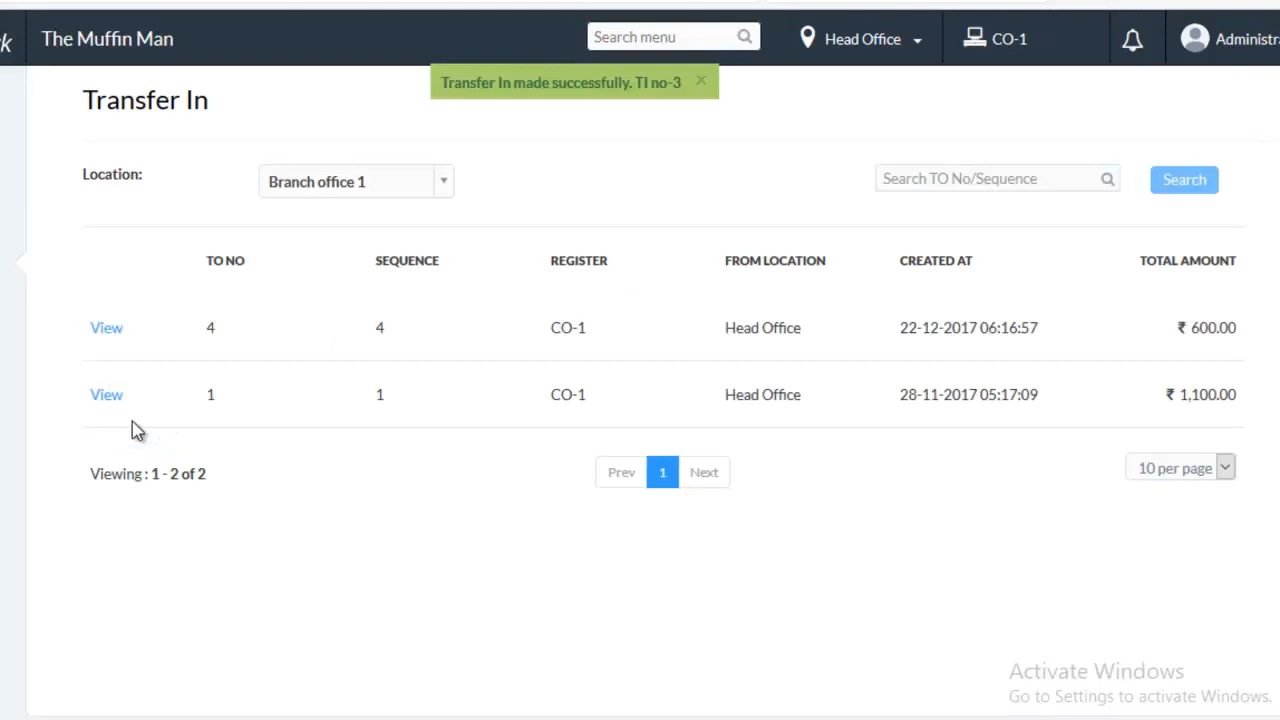 k The Muffin Man Search menu Head Office CO-1
Transfer In made successfully. TI no-3 ×
Transfer In
Location: Branch office 1 Search TO No/Sequence Search
TO NO SEQUENCE REGISTER FROM LOCATION CREATED AT TOTAL AMOUNT
View 4 4 CO-1 Head Office 22-12-2017 06:16:57 ₹ 600.00
View 1 1 CO-1 Head Office 28-11-2017 05:17:09 ₹ 1,100.00
Viewing : 1 - 2 of 2 Prev 1 Next 10 per page
Activate Windows
Go to Settings to activate Windows.